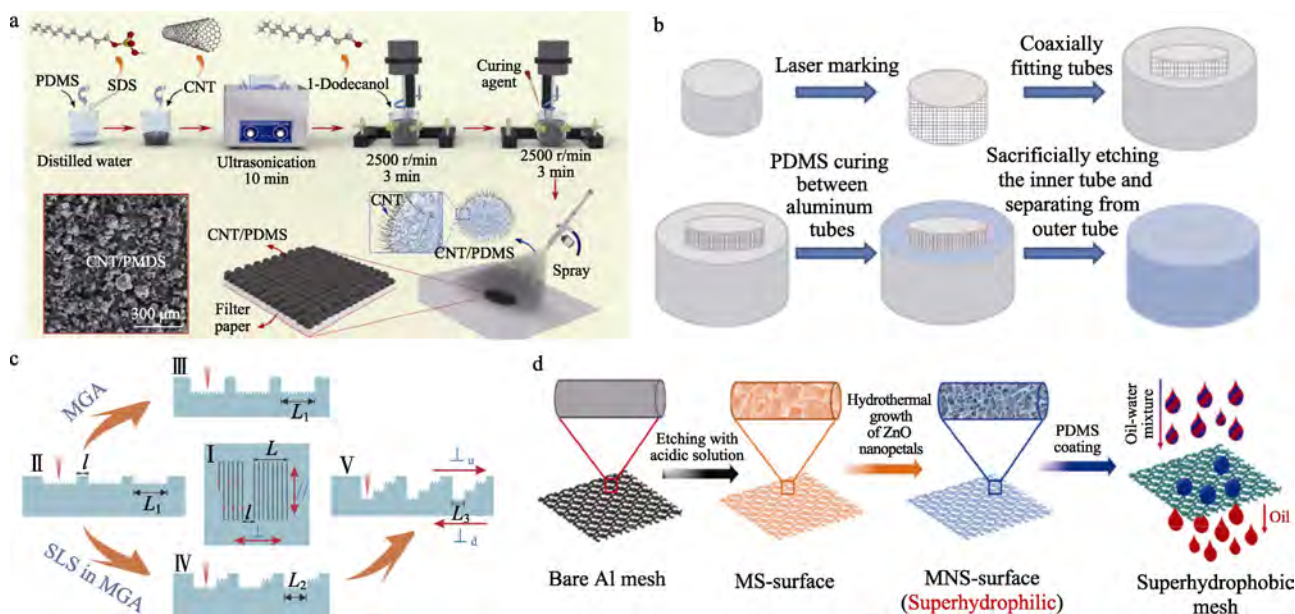 a
PDMS
SDS
CNT
1-Dodecanol
Curing
agent
Distilled water
Ultrasonication
10 min
2500 r/min
3 min
2500 r/min
3 min
CNT/PMDS
300 μm
CNT/PDMS
Filter
paper
CNT
CNT/PDMS
Spray
b
Laser marking
Coaxially
fitting tubes
PDMS curing
between
aluminum
tubes
Sacrificially etching
the inner tube and
separating from
outer tube
c
MGA
III
L1
II
l
L1
I
L
l
⊥
//
V
⊥u
L3
⊥d
SLS in MGA
IV
L2
d
Etching with
acidic solution
Hydrothermal
growth
of ZnO
nanopetals
PDMS
coating
Oil-water
mixture
Oil
Bare Al mesh
MS-surface
MNS-surface
(Superhydrophilic)
Superhydrophobic
mesh